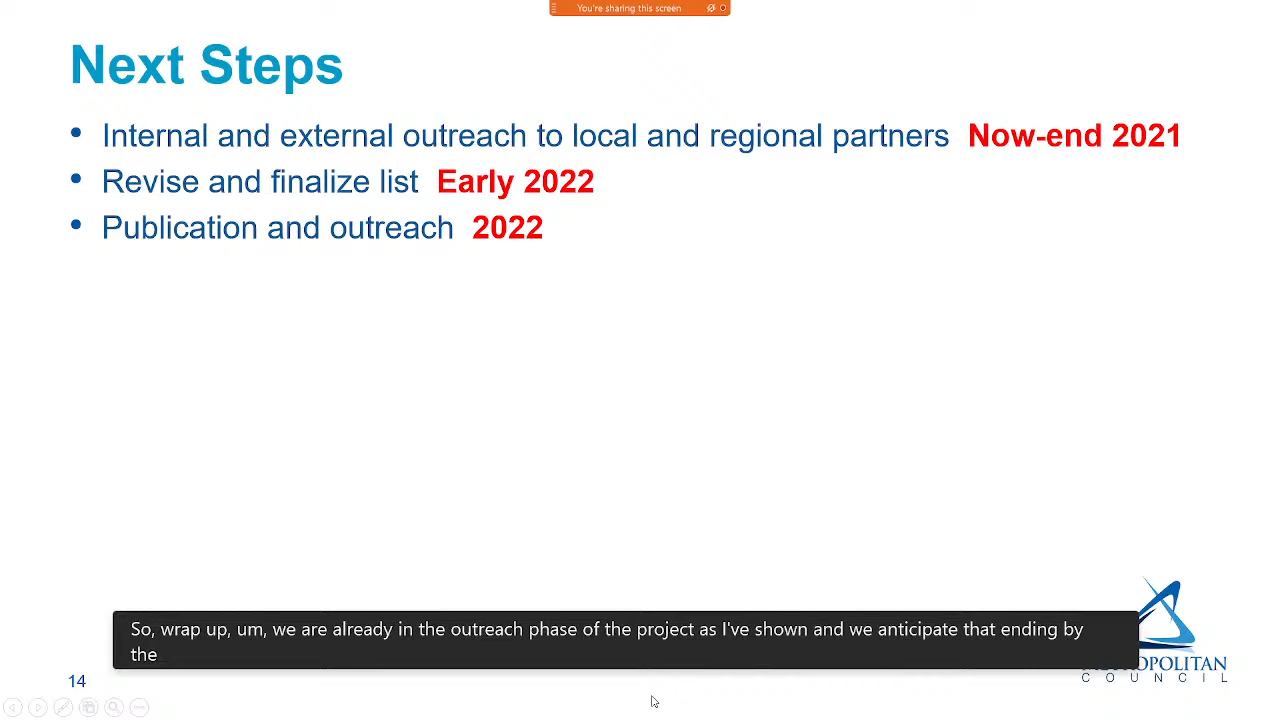 You're sharing this screen
Next Steps
• Internal and external outreach to local and regional partners Now-end 2021
• Revise and finalize list Early 2022
• Publication and outreach 2022
So, wrap up, um, we are already in the outreach phase of the project as I've shown and we anticipate that ending by
the
METROPOLITAN
COUNCIL
14